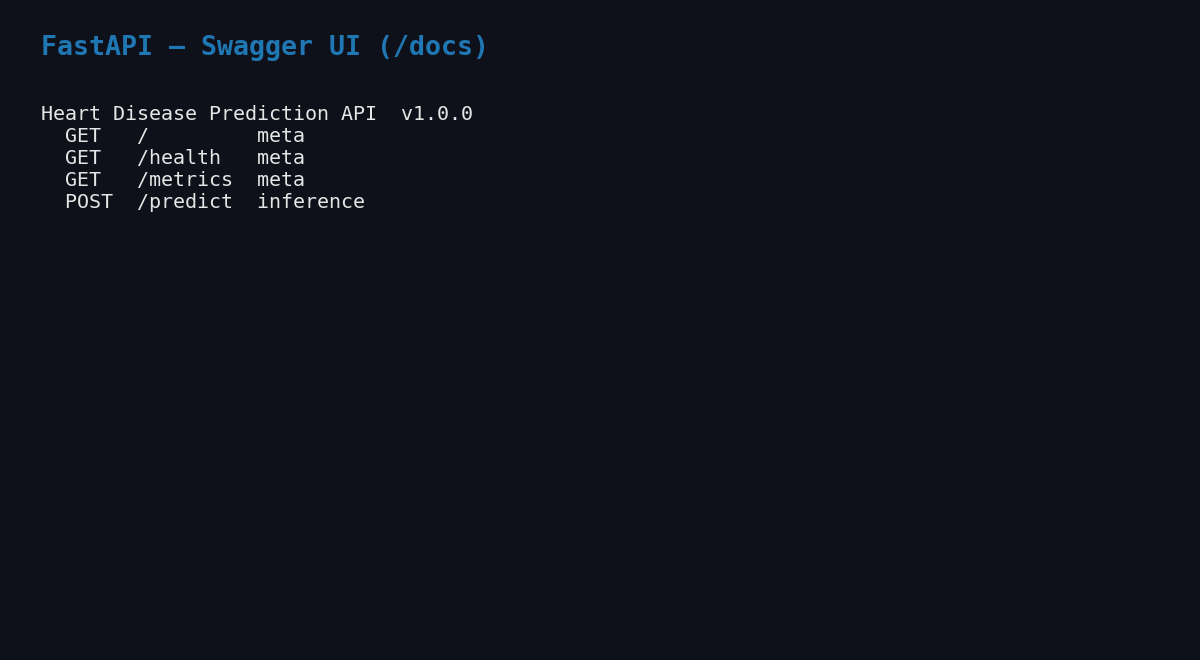 FastAPI — Swagger UI (/docs)
Heart Disease Prediction API  v1.0.0
  GET   /         meta
  GET   /health   meta
  GET   /metrics  meta
  POST  /predict  inference